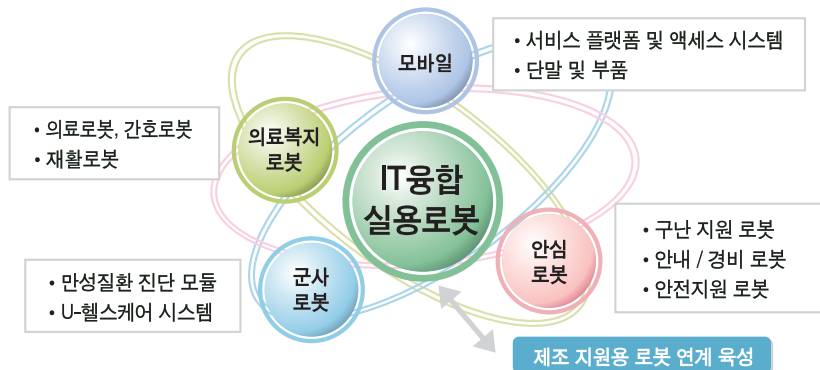 모바일
• 서비스 플랫폼 및 액세스 시스템
• 단말 및 부품
의료복지
로봇
• 의료로봇, 간호로봇
• 재활로봇
IT융합
실용로봇
안심
로봇
• 구난 지원 로봇
• 안내 / 경비 로봇
• 안전지원 로봇
군사
로봇
• 만성질환 진단 모듈
• U-헬스케어 시스템
제조 지원용 로봇 연계 육성